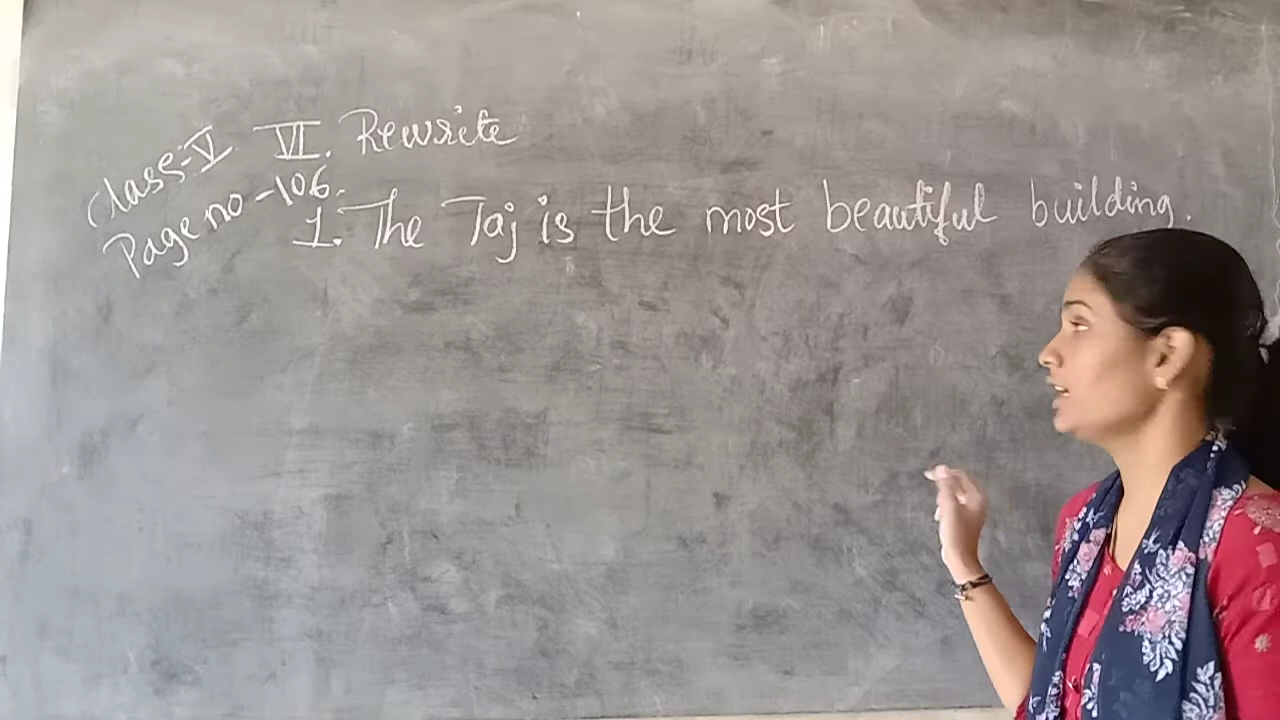 Class:-V VI. Rewrite
Page no -106.
1. The Taj is the most beautiful building.